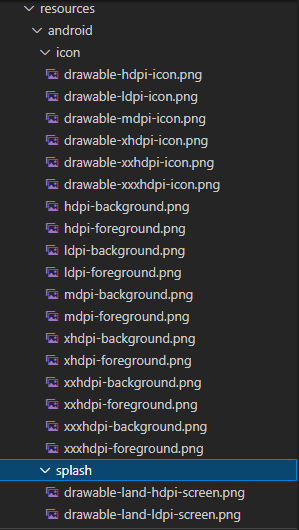 resources
android
icon
drawable-hdpi-icon.png
drawable-ldpi-icon.png
drawable-mdpi-icon.png
drawable-xhdpi-icon.png
drawable-xxhdpi-icon.png
drawable-xxxhdpi-icon.png
hdpi-background.png
hdpi-foreground.png
ldpi-background.png
ldpi-foreground.png
mdpi-background.png
mdpi-foreground.png
xhdpi-background.png
xhdpi-foreground.png
xxhdpi-background.png
xxhdpi-foreground.png
xxxhdpi-background.png
xxxhdpi-foreground.png
splash
drawable-land-hdpi-screen.png
drawable-land-ldpi-screen.png